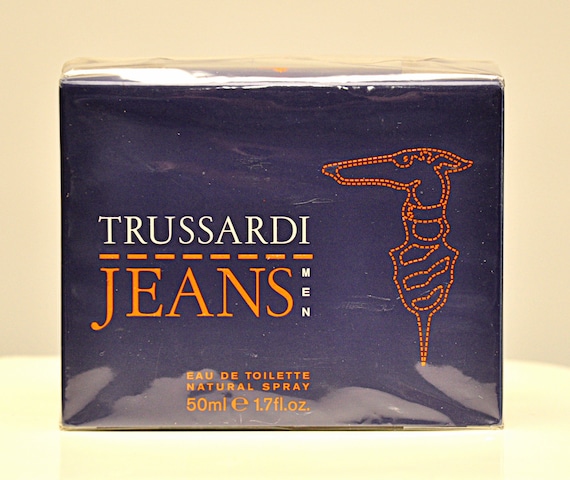 TRUSSARDI
JEANS MEN
EAU DE TOILETTE
NATURAL SPRAY
50ml ℮ 1.7fl.oz.